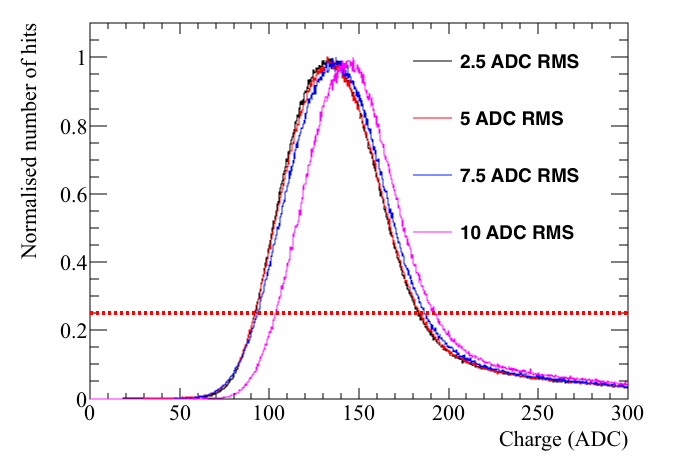 Normalised number of hits
1
0.8
0.6
0.4
0.2
0
2.5 ADC RMS
5 ADC RMS
7.5 ADC RMS
10 ADC RMS
0 50 100 150 200 250 300
Charge (ADC)